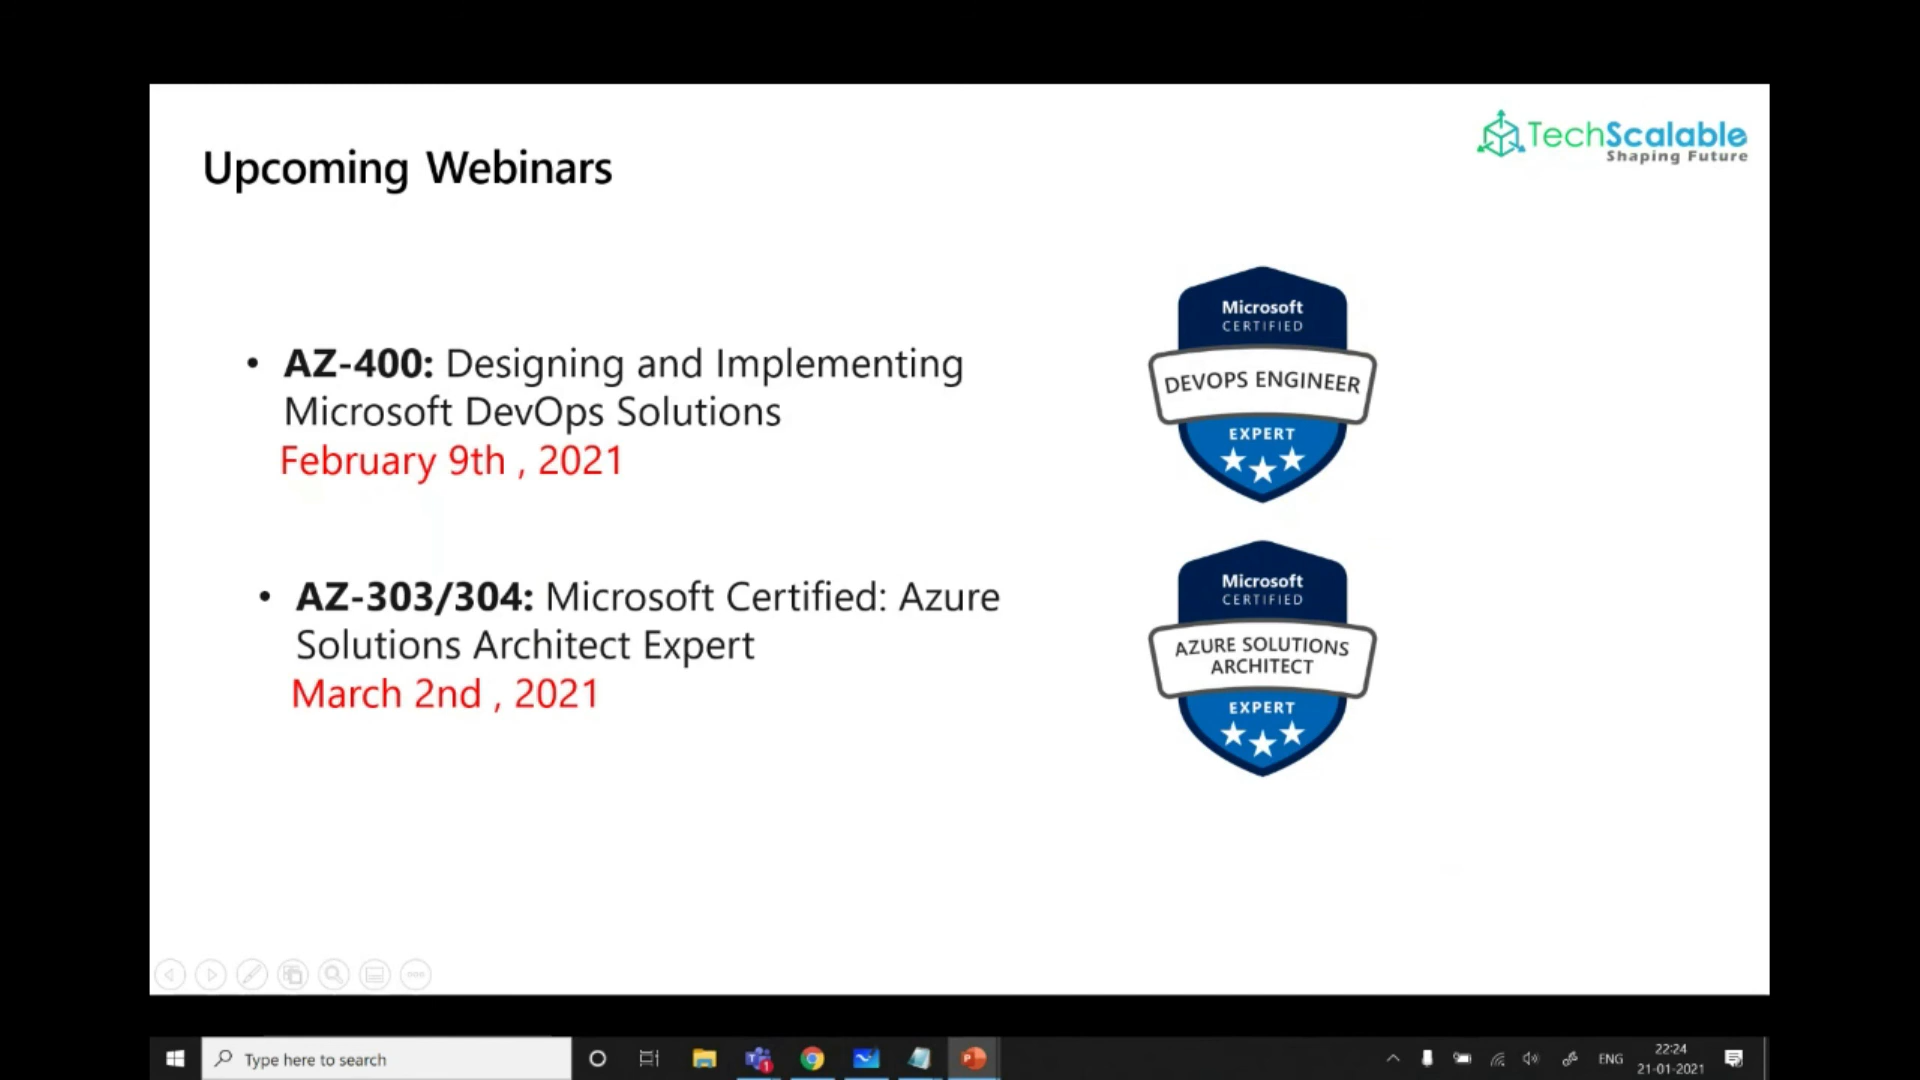 TechScalable
Shaping Future
Upcoming Webinars
• AZ-400: Designing and Implementing
Microsoft DevOps Solutions
February 9th , 2021
Microsoft
CERTIFIED
DEVOPS ENGINEER
EXPERT
• AZ-303/304: Microsoft Certified: Azure
Solutions Architect Expert
March 2nd , 2021
Microsoft
CERTIFIED
AZURE SOLUTIONS
ARCHITECT
EXPERT
Type here to search
1
ENG
22:24
21-01-2021